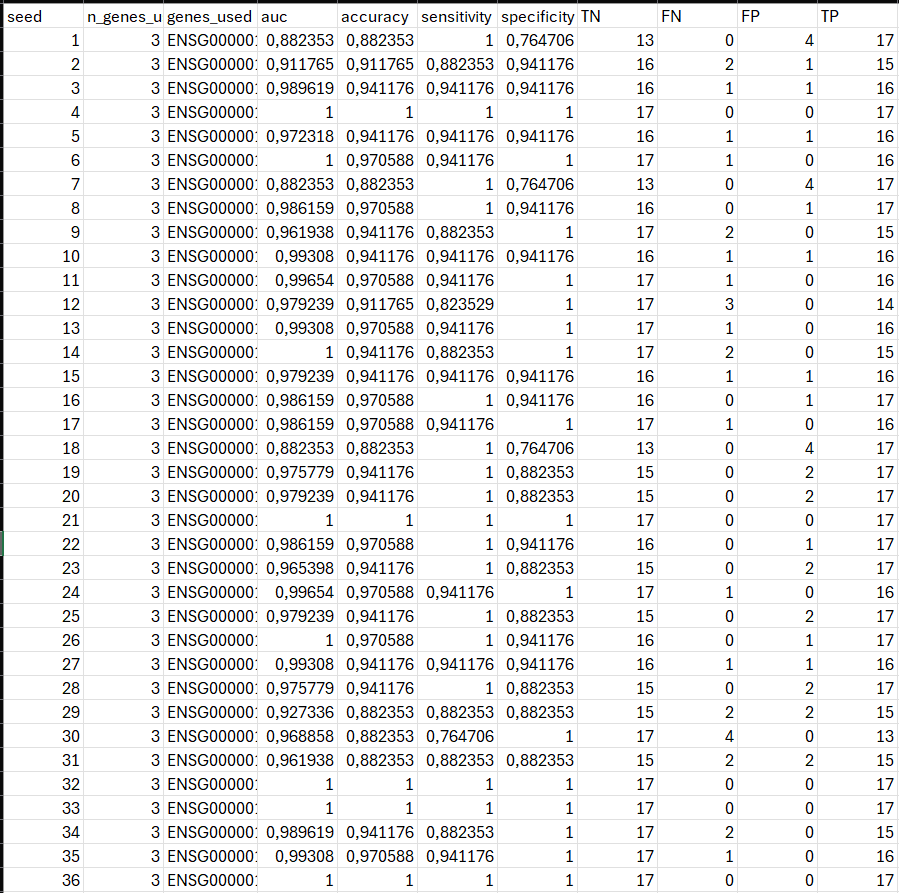 seed n_genes_u genes_used auc accuracy sensitivity specificity TN FN FP TP
1 3 ENSG00000: 0,882353 0,882353 1 0,764706 13 0 4 17
2 3 ENSG00000: 0,911765 0,911765 0,882353 0,941176 16 2 1 15
3 3 ENSG00000: 0,989619 0,941176 0,941176 0,941176 16 1 1 16
4 3 ENSG00000: 1 1 1 1 17 0 0 17
5 3 ENSG00000: 0,972318 0,941176 0,941176 0,941176 16 1 1 16
6 3 ENSG00000: 1 0,970588 0,941176 1 17 1 0 16
7 3 ENSG00000: 0,882353 0,882353 1 0,764706 13 0 4 17
8 3 ENSG00000: 0,986159 0,970588 1 0,941176 16 0 1 17
9 3 ENSG00000: 0,961938 0,941176 0,882353 1 17 2 0 15
10 3 ENSG00000: 0,99308 0,941176 0,941176 0,941176 16 1 1 16
11 3 ENSG00000: 0,99654 0,970588 0,941176 1 17 1 0 16
12 3 ENSG00000: 0,979239 0,911765 0,823529 1 17 3 0 14
13 3 ENSG00000: 0,99308 0,970588 0,941176 1 17 1 0 16
14 3 ENSG00000: 1 0,941176 0,882353 1 17 2 0 15
15 3 ENSG00000: 0,979239 0,941176 0,941176 0,941176 16 1 1 16
16 3 ENSG00000: 0,986159 0,970588 1 0,941176 16 0 1 17
17 3 ENSG00000: 0,986159 0,970588 0,941176 1 17 1 0 16
18 3 ENSG00000: 0,882353 0,882353 1 0,764706 13 0 4 17
19 3 ENSG00000: 0,975779 0,941176 1 0,882353 15 0 2 17
20 3 ENSG00000: 0,979239 0,941176 1 0,882353 15 0 2 17
21 3 ENSG00000: 1 1 1 1 17 0 0 17
22 3 ENSG00000: 0,986159 0,970588 1 0,941176 16 0 1 17
23 3 ENSG00000: 0,965398 0,941176 1 0,882353 15 0 2 17
24 3 ENSG00000: 0,99654 0,970588 0,941176 1 17 1 0 16
25 3 ENSG00000: 0,979239 0,941176 1 0,882353 15 0 2 17
26 3 ENSG00000: 1 0,970588 1 0,941176 16 0 1 17
27 3 ENSG00000: 0,99308 0,941176 0,941176 0,941176 16 1 1 16
28 3 ENSG00000: 0,975779 0,941176 1 0,882353 15 0 2 17
29 3 ENSG00000: 0,927336 0,882353 0,882353 0,882353 15 2 2 15
30 3 ENSG00000: 0,968858 0,882353 0,764706 1 17 4 0 13
31 3 ENSG00000: 0,961938 0,882353 0,882353 0,882353 15 2 2 15
32 3 ENSG00000: 1 1 1 1 17 0 0 17
33 3 ENSG00000: 1 1 1 1 17 0 0 17
34 3 ENSG00000: 0,989619 0,941176 0,882353 1 17 2 0 15
35 3 ENSG00000: 0,99308 0,970588 0,941176 1 17 1 0 16
36 3 ENSG00000: 1 1 1 1 17 0 0 17